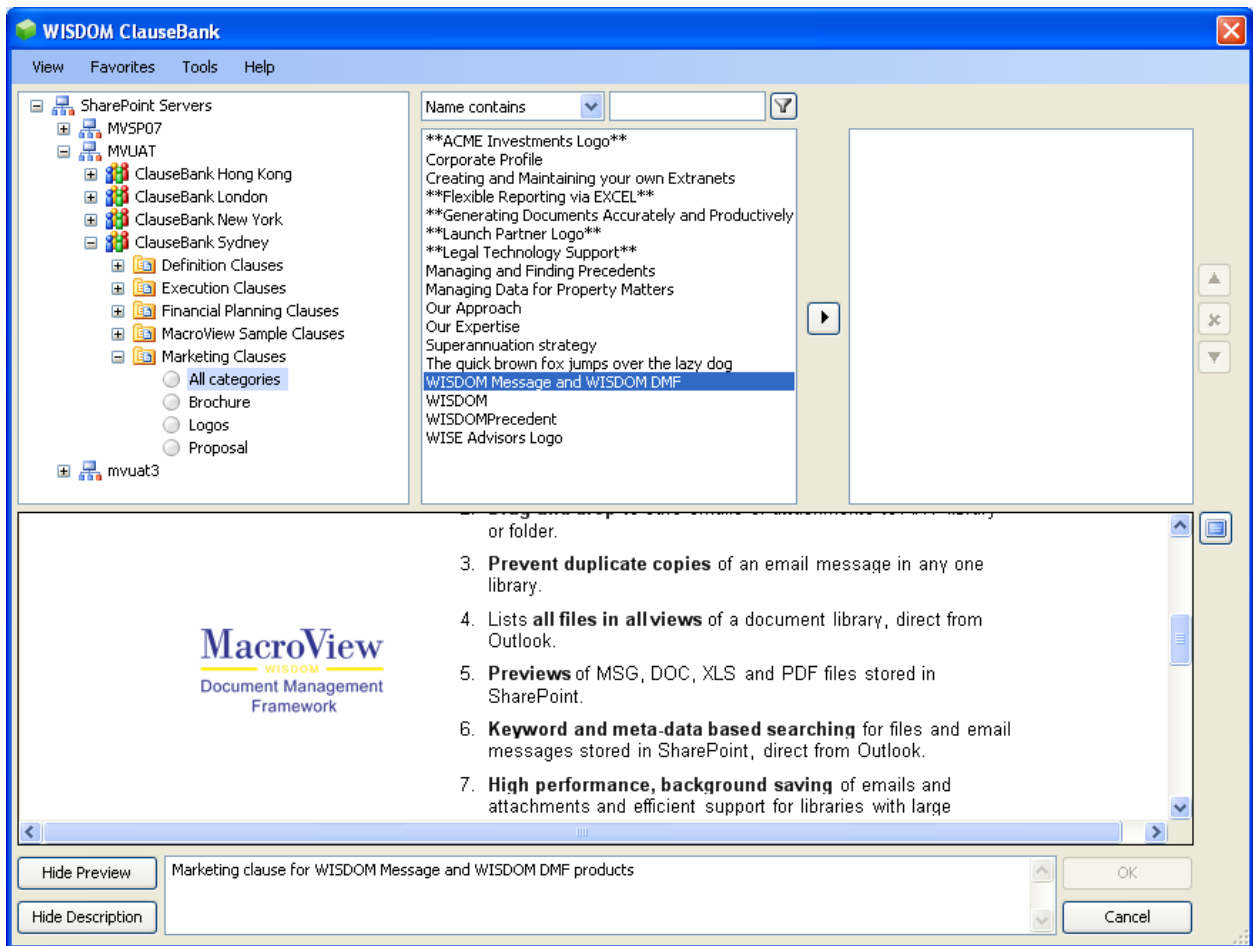 WISDOM ClauseBank
View Favorites Tools Help
SharePoint Servers
MVSP07
MVUAT
ClauseBank Hong Kong
ClauseBank London
ClauseBank New York
ClauseBank Sydney
Definition Clauses
Execution Clauses
Financial Planning Clauses
MacroView Sample Clauses
Marketing Clauses
All categories
Brochure
Logos
Proposal
mvuat3
Name contains
**ACME Investments Logo**
Corporate Profile
Creating and Maintaining your own Extranets
**Flexible Reporting via EXCEL**
**Generating Documents Accurately and Productively
**Launch Partner Logo**
**Legal Technology Support**
Managing and Finding Precedents
Managing Data for Property Matters
Our Approach
Our Expertise
Superannuation strategy
The quick brown fox jumps over the lazy dog
WISDOM Message and WISDOM DMF
WISDOM
WISDOMPrecedent
WISE Advisors Logo
MacroView
WISDOM
Document Management
Framework
or folder.
3. Prevent duplicate copies of an email message in any one
library.
4. Lists all files in all views of a document library, direct from
Outlook.
5. Previews of MSG, DOC, XLS and PDF files stored in
SharePoint.
6. Keyword and meta-data based searching for files and email
messages stored in SharePoint, direct from Outlook.
7. High performance, background saving of emails and
attachments and efficient support for libraries with large
Hide Preview
Hide Description
Marketing clause for WISDOM Message and WISDOM DMF products
OK
Cancel